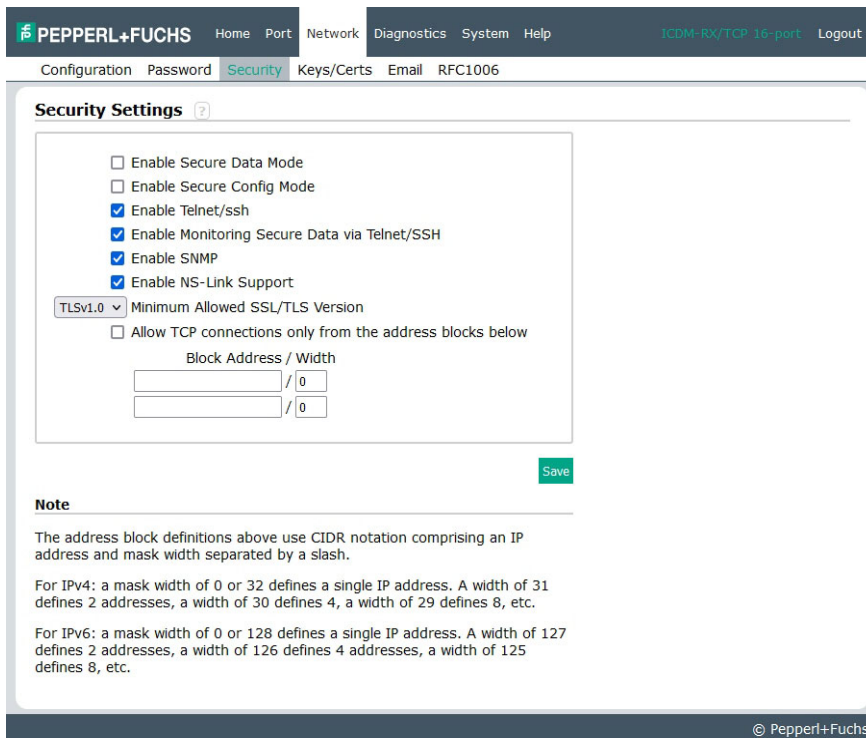 PEPPERL+FUCHS Home Port Network Diagnostics System Help ICDM-RX/TCP 16-port Logout
Configuration Password Security Keys/Certs Email RFC1006
Security Settings ?
Enable Secure Data Mode
Enable Secure Config Mode
Enable Telnet/ssh
Enable Monitoring Secure Data via Telnet/SSH
Enable SNMP
Enable NS-Link Support
TLSv1.0 Minimum Allowed SSL/TLS Version
Allow TCP connections only from the address blocks below
Block Address / Width
/ 0
/ 0
Save
Note
The address block definitions above use CIDR notation comprising an IP
address and mask width separated by a slash.
For IPv4: a mask width of 0 or 32 defines a single IP address. A width of 31
defines 2 addresses, a width of 30 defines 4, a width of 29 defines 8, etc.
For IPv6: a mask width of 0 or 128 defines a single IP address. A width of 127
defines 2 addresses, a width of 126 defines 4 addresses, a width of 125
defines 8, etc.
© Pepperl+Fuchs